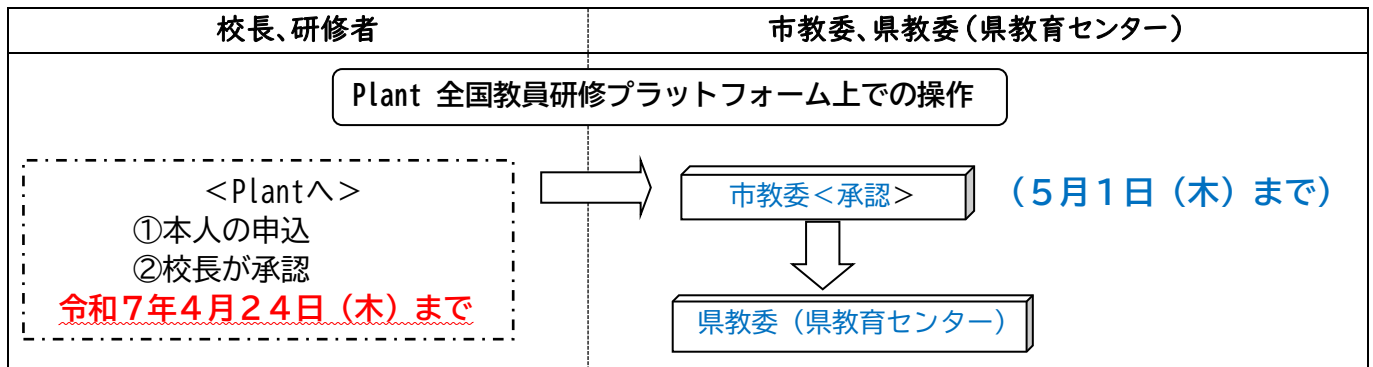 校長、研修者
市教委、県教委（県教育センター）
Plant 全国教員研修プラットフォーム上での操作
＜Plantへ＞
①本人の申込
②校長が承認
令和７年４月２４日（木）まで
市教委＜承認＞
（５月１日（木）まで）
県教委（県教育センター）